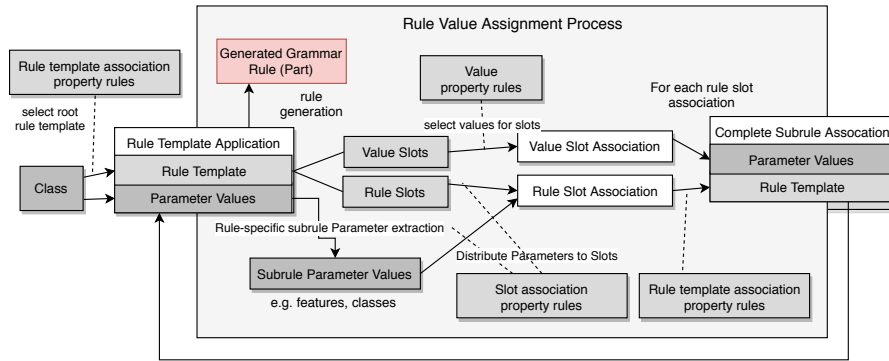 Rule Value Assignment Process
Rule template association
property rules
Generated Grammar
Rule (Part)
Value
property rules
select root
rule template
rule
generation
For each rule slot
association
select values for slots
Rule Template Application
Rule Template
Parameter Values
Class
Value Slots
Rule Slots
Value Slot Association
Rule Slot Association
Complete Subrule Assocation
Parameter Values
Rule Template
Rule-specific subrule Parameter extraction
Distribute Parameters to Slots
Subrule Parameter Values
e.g. features, classes
Slot association
property rules
Rule template association
property rules